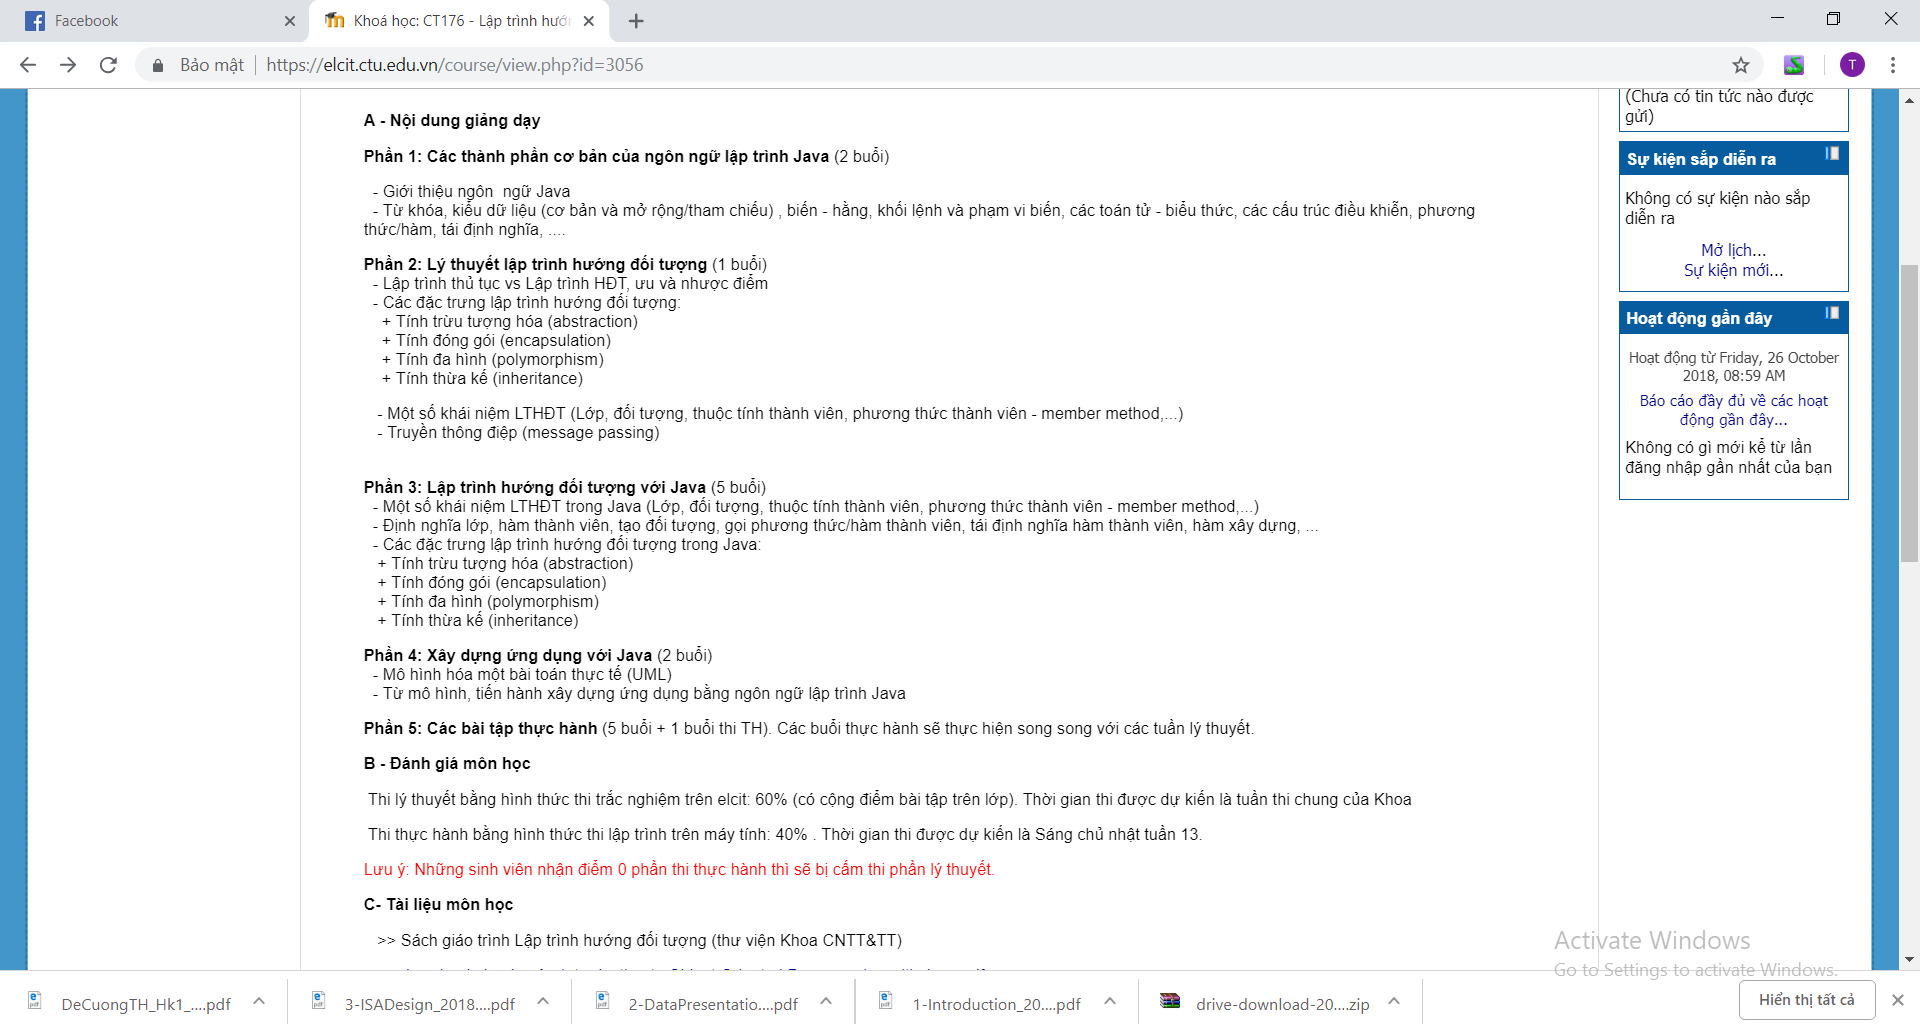 Facebook
Khoá học: CT176 - Lập trình hướn
Bảo mật
https://elcit.ctu.edu.vn/course/view.php?id=3056
T
A - Nội dung giảng dạy
Phần 1: Các thành phần cơ bản của ngôn ngữ lập trình Java (2 buổi)
- Giới thiệu ngôn  ngữ Java
- Từ khóa, kiểu dữ liệu (cơ bản và mở rộng/tham chiếu) , biến - hằng, khối lệnh và phạm vi biến, các toán tử - biểu thức, các cấu trúc điều khiển, phương
thức/hàm, tái định nghĩa, ....
Phần 2: Lý thuyết lập trình hướng đối tượng (1 buổi)
- Lập trình thủ tục vs Lập trình HĐT, ưu và nhược điểm
- Các đặc trưng lập trình hướng đối tượng:
+ Tính trừu tượng hóa (abstraction)
+ Tính đóng gói (encapsulation)
+ Tính đa hình (polymorphism)
+ Tính thừa kế (inheritance)
- Một số khái niệm LTHĐT (Lớp, đối tượng, thuộc tính thành viên, phương thức thành viên - member method,...)
- Truyền thông điệp (message passing)
Phần 3: Lập trình hướng đối tượng với Java (5 buổi)
- Một số khái niệm LTHĐT trong Java (Lớp, đối tượng, thuộc tính thành viên, phương thức thành viên - member method,...)
- Định nghĩa lớp, hàm thành viên, tạo đối tượng, gọi phương thức/hàm thành viên, tái định nghĩa hàm thành viên, hàm xây dựng, ...
- Các đặc trưng lập trình hướng đối tượng trong Java:
+ Tính trừu tượng hóa (abstraction)
+ Tính đóng gói (encapsulation)
+ Tính đa hình (polymorphism)
+ Tính thừa kế (inheritance)
Phần 4: Xây dựng ứng dụng với Java (2 buổi)
- Mô hình hóa một bài toán thực tế (UML)
- Từ mô hình, tiến hành xây dựng ứng dụng bằng ngôn ngữ lập trình Java
Phần 5: Các bài tập thực hành (5 buổi + 1 buổi thi TH). Các buổi thực hành sẽ thực hiện song song với các tuần lý thuyết.
B - Đánh giá môn học
Thi lý thuyết bằng hình thức thi trắc nghiệm trên elcit: 60% (có cộng điểm bài tập trên lớp). Thời gian thi được dự kiến là tuần thi chung của Khoa
Thi thực hành bằng hình thức thi lập trình trên máy tính: 40% . Thời gian thi được dự kiến là Sáng chủ nhật tuần 13.
Lưu ý: Những sinh viên nhận điểm 0 phần thi thực hành thì sẽ bị cấm thi phần lý thuyết.
C- Tài liệu môn học
>> Sách giáo trình Lập trình hướng đối tượng (thư viện Khoa CNTT&TT)
(Chưa có tin tức nào được
gửi)
Sự kiện sắp diễn ra
Không có sự kiện nào sắp
diễn ra
Mở lịch...
Sự kiện mới...
Hoạt động gần đây
Hoạt động từ Friday, 26 October
2018, 08:59 AM
Báo cáo đầy đủ về các hoạt
động gần đây...
Không có gì mới kể từ lần
đăng nhập gần nhất của bạn
Activate Windows
Go to Settings to activate Windows.
DeCuongTH_Hk1_....pdf
3-ISADesign_2018....pdf
2-DataPresentatio....pdf
1-Introduction_20....pdf
drive-download-20....zip
Hiển thị tất cả